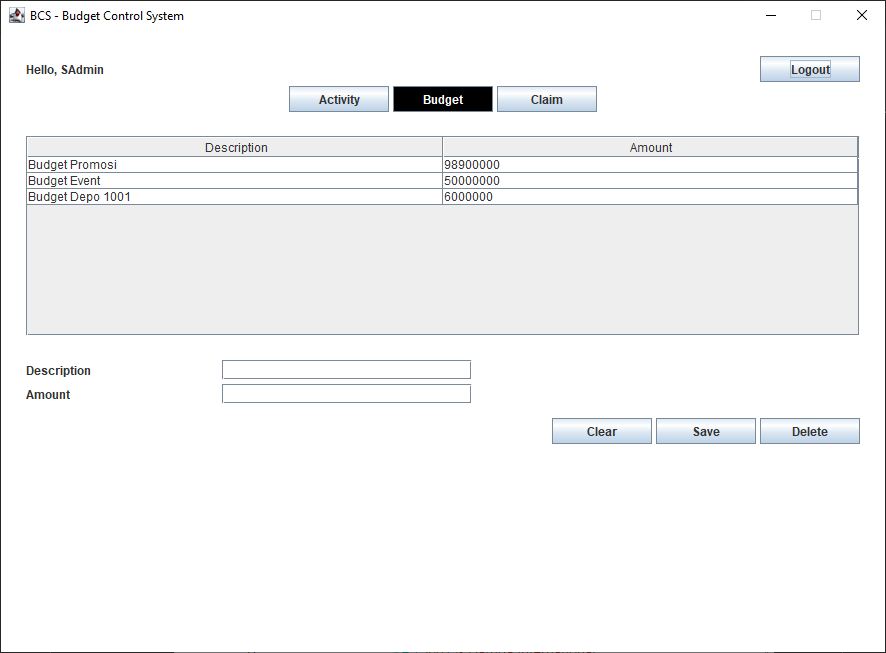 BCS - Budget Control System
Hello, SAdmin
Logout
Activity Budget Claim
Description Amount
Budget Promosi 98900000
Budget Event 50000000
Budget Depo 1001 6000000
Description
Amount
Clear Save Delete